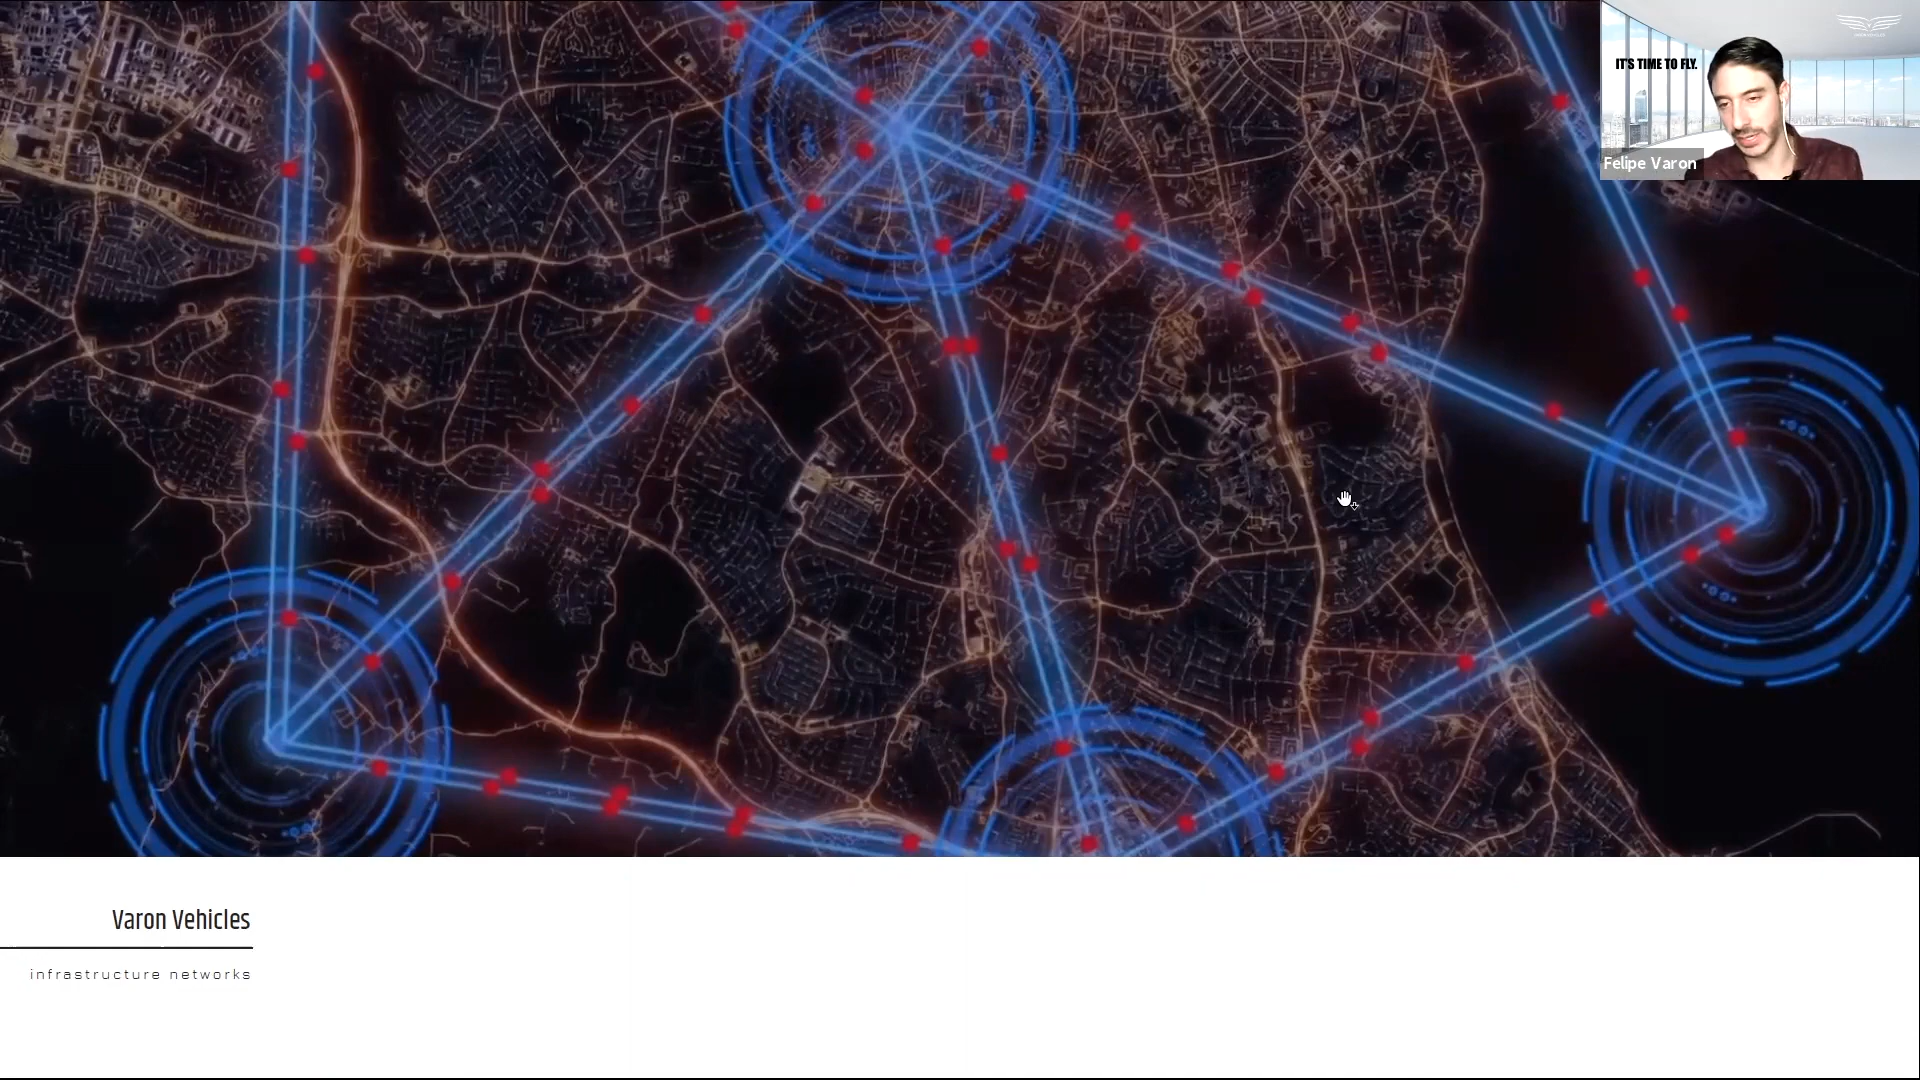 IT'S TIME TO FLY.
Felipe Varon
Varon Vehicles
infrastructure networks